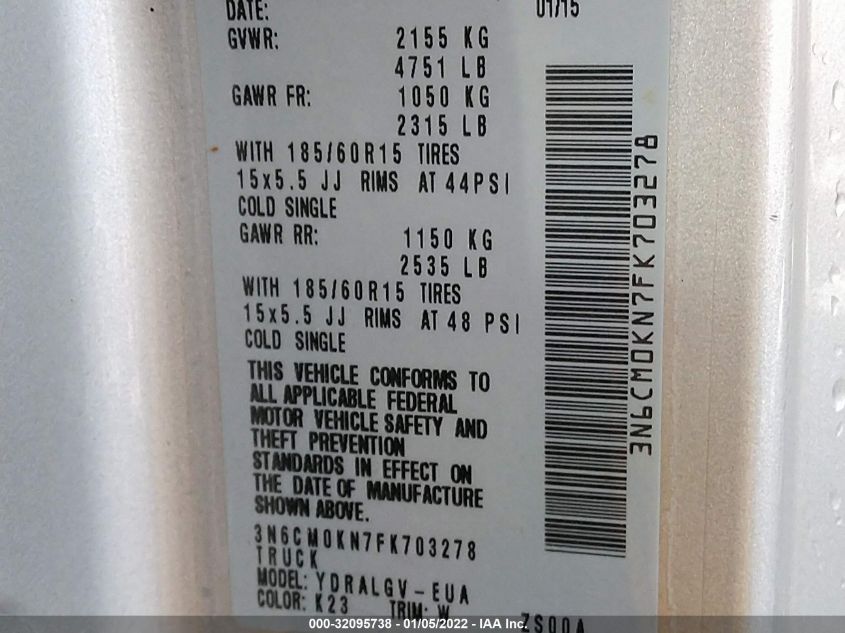 DATE: 01/15
GVWR: 2155 KG
4751 LB
GAWR FR: 1050 KG
2315 LB
WITH 185/60R15 TIRES
15x5.5 JJ RIMS AT 44PSI
COLD SINGLE
GAWR RR: 1150 KG
2535 LB
WITH 185/60R15 TIRES
15x5.5 JJ RIMS AT 48 PSI
COLD SINGLE
THIS VEHICLE CONFORMS TO
ALL APPLICABLE FEDERAL
MOTOR VEHICLE SAFETY AND
THEFT PREVENTION
STANDARDS IN EFFECT ON
THE DATE OF MANUFACTURE
SHOWN ABOVE.
3N6CM0KN7FK703278
TRUCK
MODEL: YDRALGV-EUA
COLOR: K23 TRIM: W
ZS00A
3N6CM0KN7FK703278
000-32095738 - 01/05/2022 - IAA Inc.